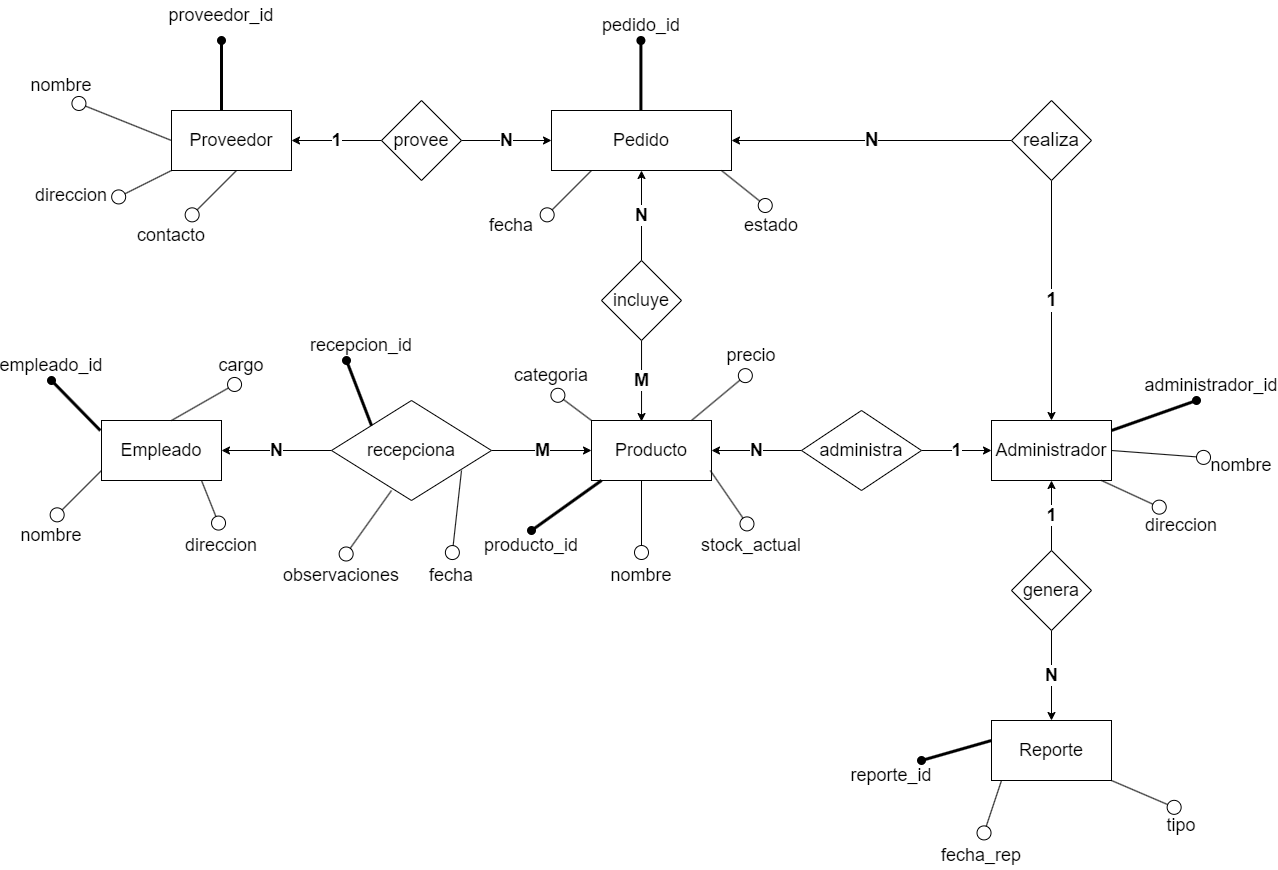 proveedor_id
pedido_id
nombre
Proveedor
1
provee
N
Pedido
N
realiza
direccion
contacto
fecha
N
estado
incluye
1
recepcion_id
empleado_id
cargo
categoria
M
precio
administrador_id
Empleado
N
recepciona
M
Producto
N
administra
1
Administrador
nombre
nombre
direccion
producto_id
stock_actual
1
direccion
observaciones
fecha
nombre
genera
N
Reporte
reporte_id
tipo
fecha_rep